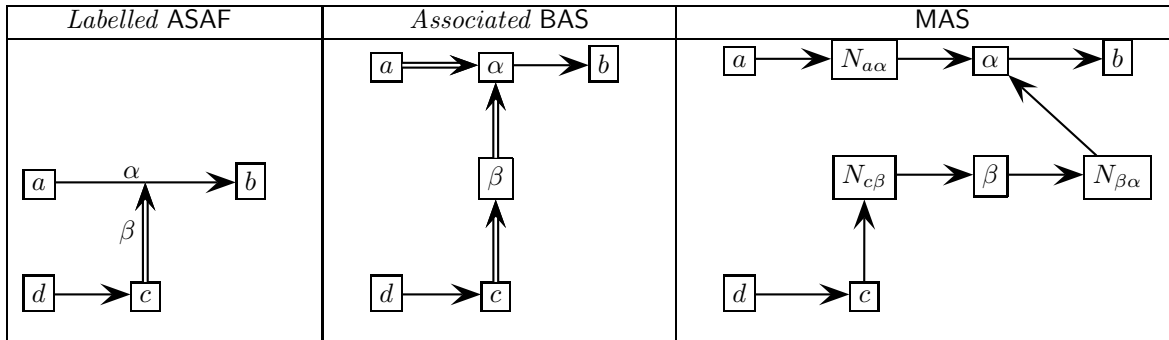 Labelled ASAF Associated BAS MAS
a α b a N_{aα} α b
a α b β N_{cβ} β N_{βα}
β
d c d c d c